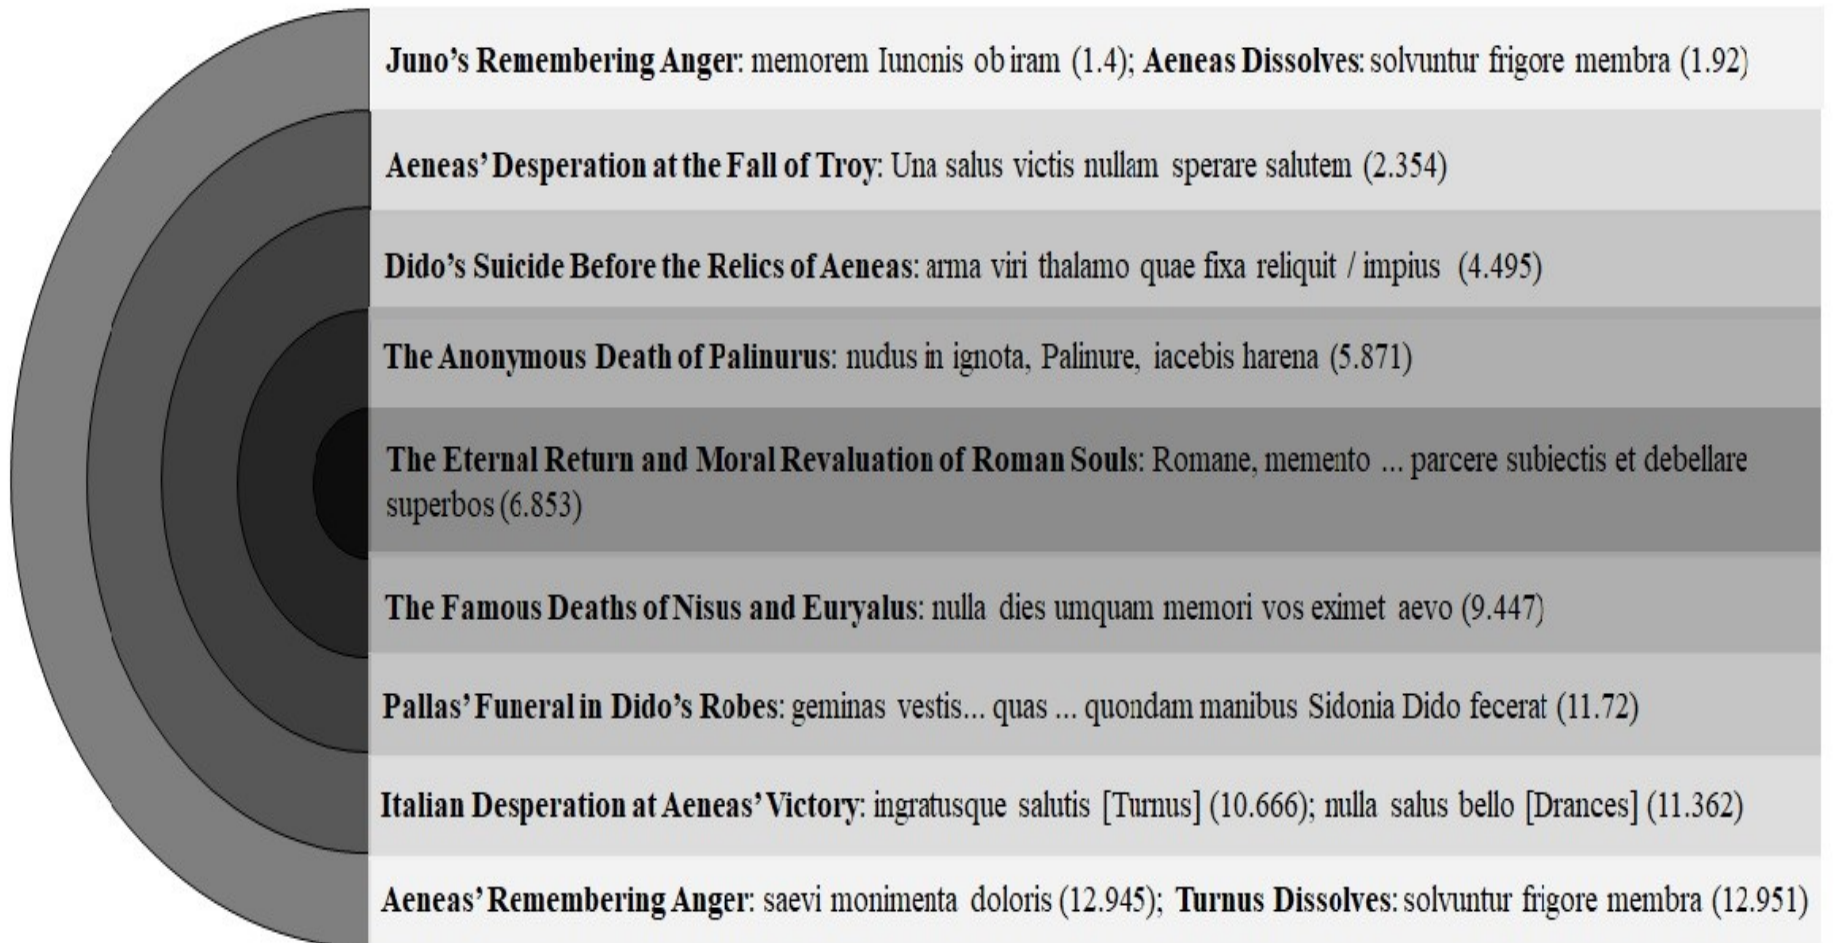 Juno’s Remembering Anger: memorem Iunonis ob iram (1.4); Aeneas Dissolves: solvuntur frigore membra (1.92)
Aeneas’ Desperation at the Fall of Troy: Una salus victis nullam sperare salutem (2.354)
Dido’s Suicide Before the Relics of Aeneas: arma viri thalamo quae fixa reliquit / impius (4.495)
The Anonymous Death of Palinurus: nudus in ignota, Palinure, iacebis harena (5.871)
The Eternal Return and Moral Revaluation of Roman Souls: Romane, memento ... parcere subiectis et debellare
superbos (6.853)
The Famous Deaths of Nisus and Euryalus: nulla dies umquam memori vos eximet aevo (9.447)
Pallas’ Funeral in Dido’s Robes: geminas vestis... quas ... quondam manibus Sidonia Dido fecerat (11.72)
Italian Desperation at Aeneas’ Victory: ingratusque salutis [Turnus] (10.666); nulla salus bello [Drances] (11.362)
Aeneas’ Remembering Anger: saevi monimenta doloris (12.945); Turnus Dissolves: solvuntur frigore membra (12.951)